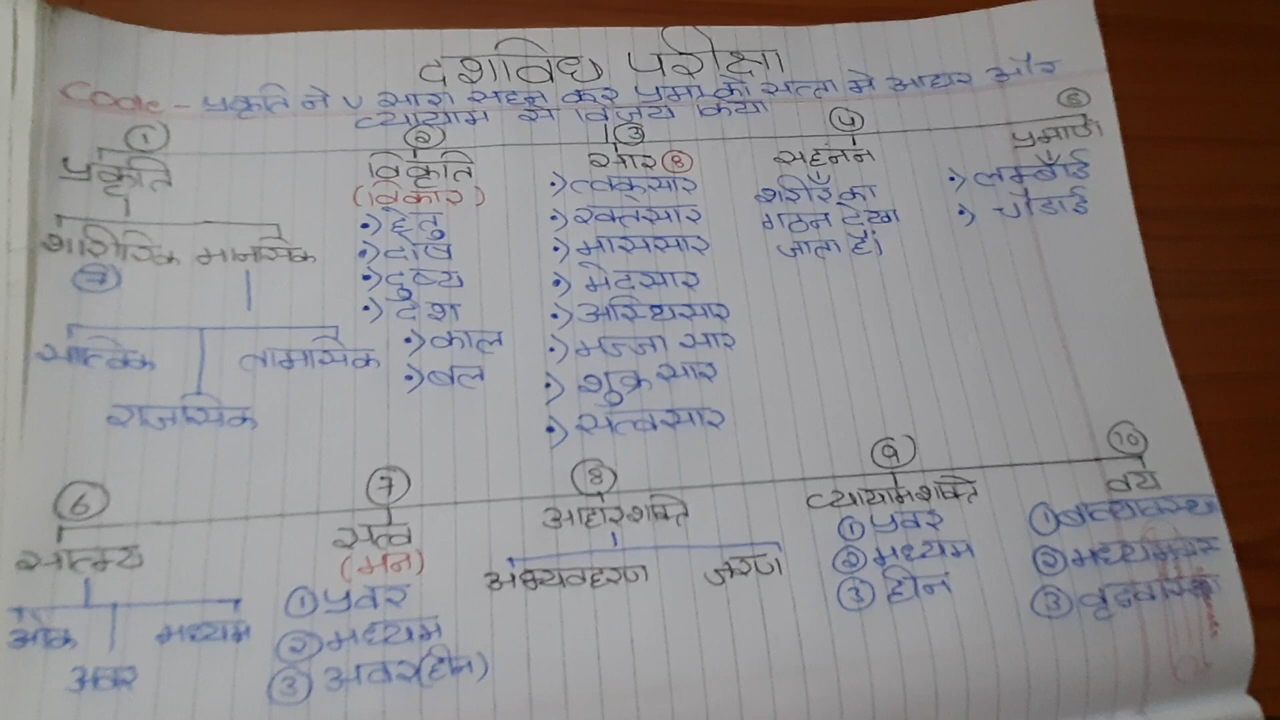 दशविध परीक्षा
Code - प्रकृति ने v सारा सहन कर प्रमा को सत्ता मे आहार और
व्यायाम से विजय किया
① ② ③ ④ ⑤
प्रकृति
शारीरिक मानसिक
⑦
सात्विक तामसिक
राजसिक
विकृति
(विकार)
•) हेतु
•) दोष
•) दुष्य
•) देश
•) काल
•) बल
सार ⑧
•) त्वकसार
•) रक्तसार
•) मांससार
•) मेदसार
•) अस्थिसार
•) मज्जा सार
•) शुक्र सार
•) सत्वसार
सहनन
शरीर का
गठन देखा
जाता है।
प्रमाण
•) लम्बाई
•) चौडाई
⑥ ⑦ ⑧ ⑨ ⑩
सात्म्य
ओक मध्यम
अवर
सत्व
(मन)
① प्रवर
② मध्यम
③ अवर(हीन)
आहारशक्ति
अभ्यवहरण जरण
व्यायामशक्ति
① प्रवर
② मध्यम
③ हीन
वय
①
②
③